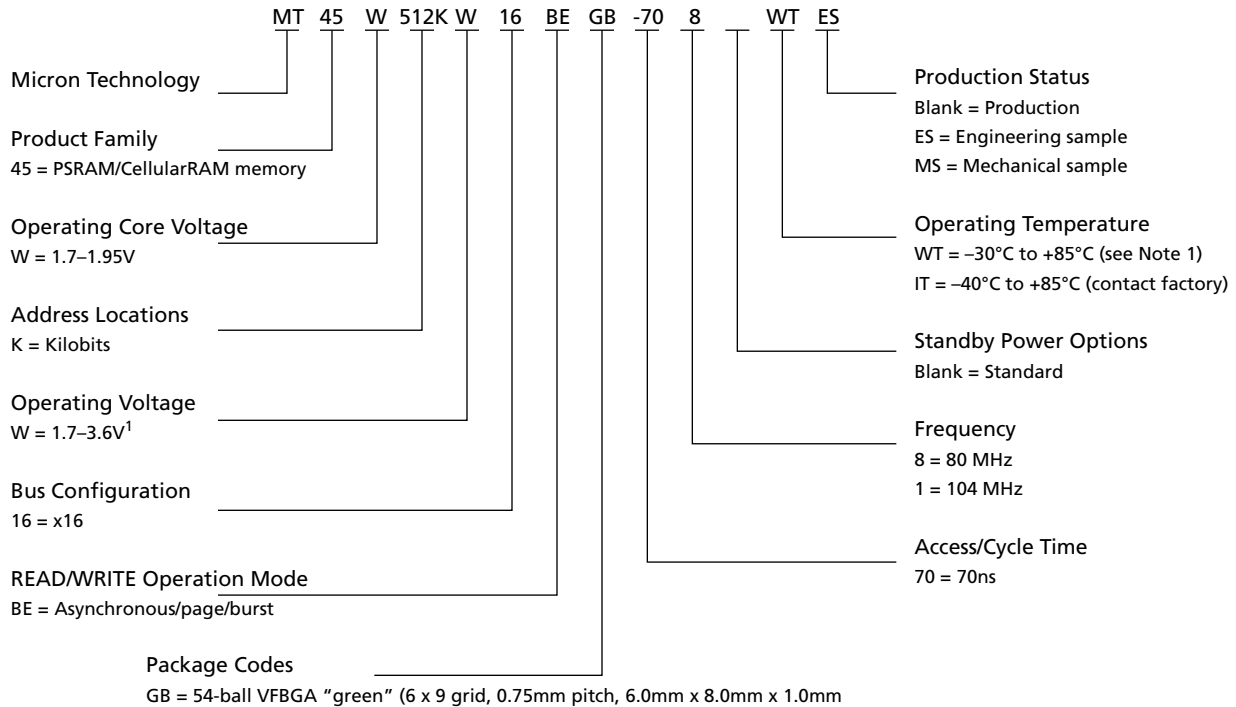 MT 45 W 512K W 16 BE GB -70 8 WT ES
Micron Technology
Product Family
45 = PSRAM/CellularRAM memory
Operating Core Voltage
W = 1.7–1.95V
Address Locations
K = Kilobits
Operating Voltage
W = 1.7–3.6V1
Bus Configuration
16 = x16
READ/WRITE Operation Mode
BE = Asynchronous/page/burst
Package Codes
GB = 54-ball VFBGA “green” (6 x 9 grid, 0.75mm pitch, 6.0mm x 8.0mm x 1.0mm
Production Status
Blank = Production
ES = Engineering sample
MS = Mechanical sample
Operating Temperature
WT = –30°C to +85°C (see Note 1)
IT = –40°C to +85°C (contact factory)
Standby Power Options
Blank = Standard
Frequency
8 = 80 MHz
1 = 104 MHz
Access/Cycle Time
70 = 70ns